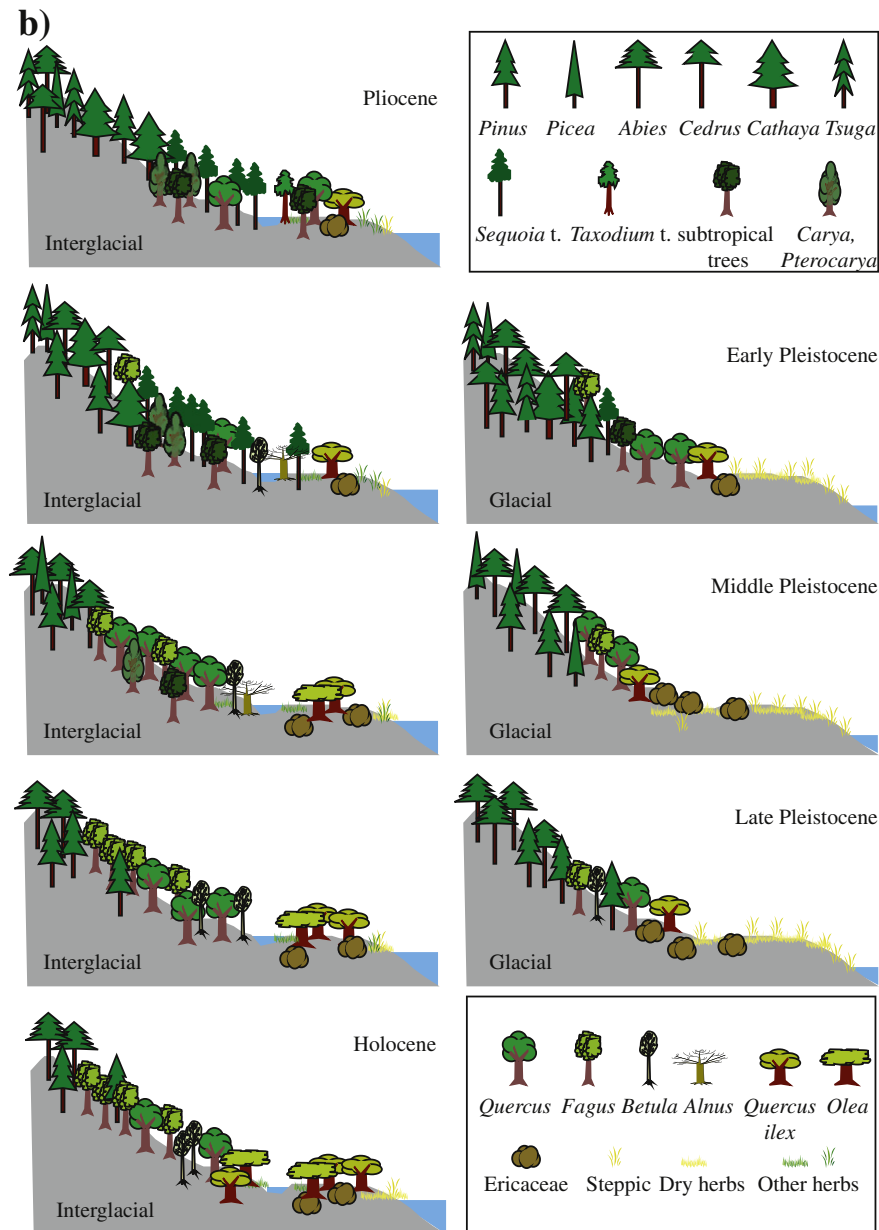 b)
Pliocene
Interglacial
Pinus Picea Abies Cedrus Cathaya Tsuga
Sequoia t. Taxodium t. subtropical trees Carya, Pterocarya
Interglacial
Early Pleistocene
Glacial
Interglacial
Middle Pleistocene
Glacial
Interglacial
Late Pleistocene
Glacial
Holocene
Interglacial
Quercus Fagus Betula Alnus Quercus ilex Olea
Ericaceae Steppic Dry herbs Other herbs